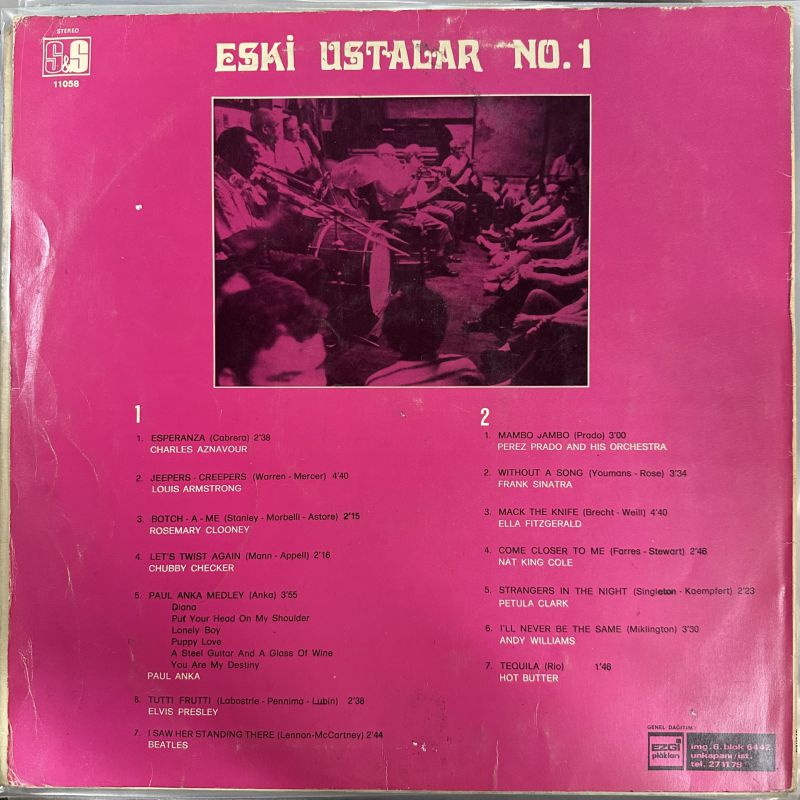 STEREO
S&S
11058
ESKİ USTALAR NO.1
1
1. ESPERANZA (Cabrera) 2'38
CHARLES AZNAVOUR
2. JEEPERS - CREEPERS (Warren - Mercer) 4'40
LOUIS ARMSTRONG
3. BOTCH - A - ME (Stanley - Morbelli - Astore) 2'15
ROSEMARY CLOONEY
4. LET'S TWIST AGAIN (Mann - Appell) 2'16
CHUBBY CHECKER
5. PAUL ANKA MEDLEY (Anka) 3'55
Diana
Put Your Head On My Shoulder
Lonely Boy
Puppy Love
A Steel Guitar And A Glass Of Wine
You Are My Destiny
PAUL ANKA
6. TUTTI FRUTTI (Labostrie - Pennima - Lubin) 2'38
ELVIS PRESLEY
7. I SAW HER STANDING THERE (Lennon-McCartney) 2'44
BEATLES
2
1. MAMBO JAMBO (Prado) 3'00
PEREZ PRADO AND HIS ORCHESTRA
2. WITHOUT A SONG (Youmans - Rose) 3'34
FRANK SINATRA
3. MACK THE KNIFE (Brecht - Weill) 4'40
ELLA FITZGERALD
4. COME CLOSER TO ME (Farres - Stewart) 2'46
NAT KING COLE
5. STRANGERS IN THE NIGHT (Singleton - Kaempfert) 2'23
PETULA CLARK
6. I'LL NEVER BE THE SAME (Miklington) 3'30
ANDY WILLIAMS
7. TEQUILA (Rio) 1'46
HOT BUTTER
GENEL DAĞITIM:
EZGİ
plâkları
img. 6. blok 6442
unkapanı/ist.
tel. 271179